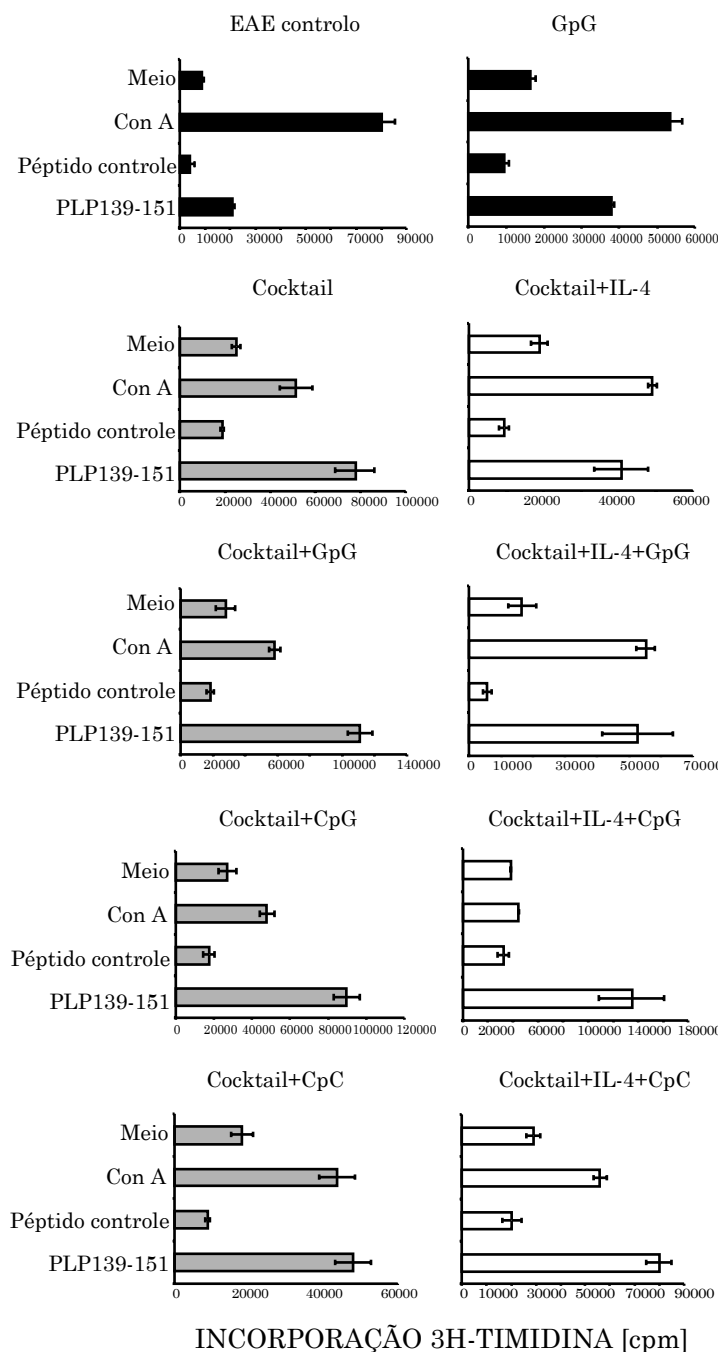 EAE controlo
Meio
Con A
Péptido controle
PLP139-151
0 10000 20000 30000 40000 50000 60000 70000 80000 90000
GpG
0 10000 20000 30000 40000 50000 60000
Cocktail
Meio
Con A
Péptido controle
PLP139-151
0 20000 40000 60000 80000 100000
Cocktail+IL-4
0 20000 40000 60000
Cocktail+GpG
Meio
Con A
Péptido controle
PLP139-151
0 20000 60000 100000 140000
Cocktail+IL-4+GpG
0 10000 30000 50000 70000
Cocktail+CpG
Meio
Con A
Péptido controle
PLP139-151
0 20000 40000 60000 80000 120000
Cocktail+IL-4+CpG
0 20000 60000 100000 140000 180000
Cocktail+CpC
Meio
Con A
Péptido controle
PLP139-151
0 20000 40000 60000
Cocktail+IL-4+CpC
0 10000 30000 50000 70000 90000
INCORPORAÇÃO 3H-TIMIDINA [cpm]